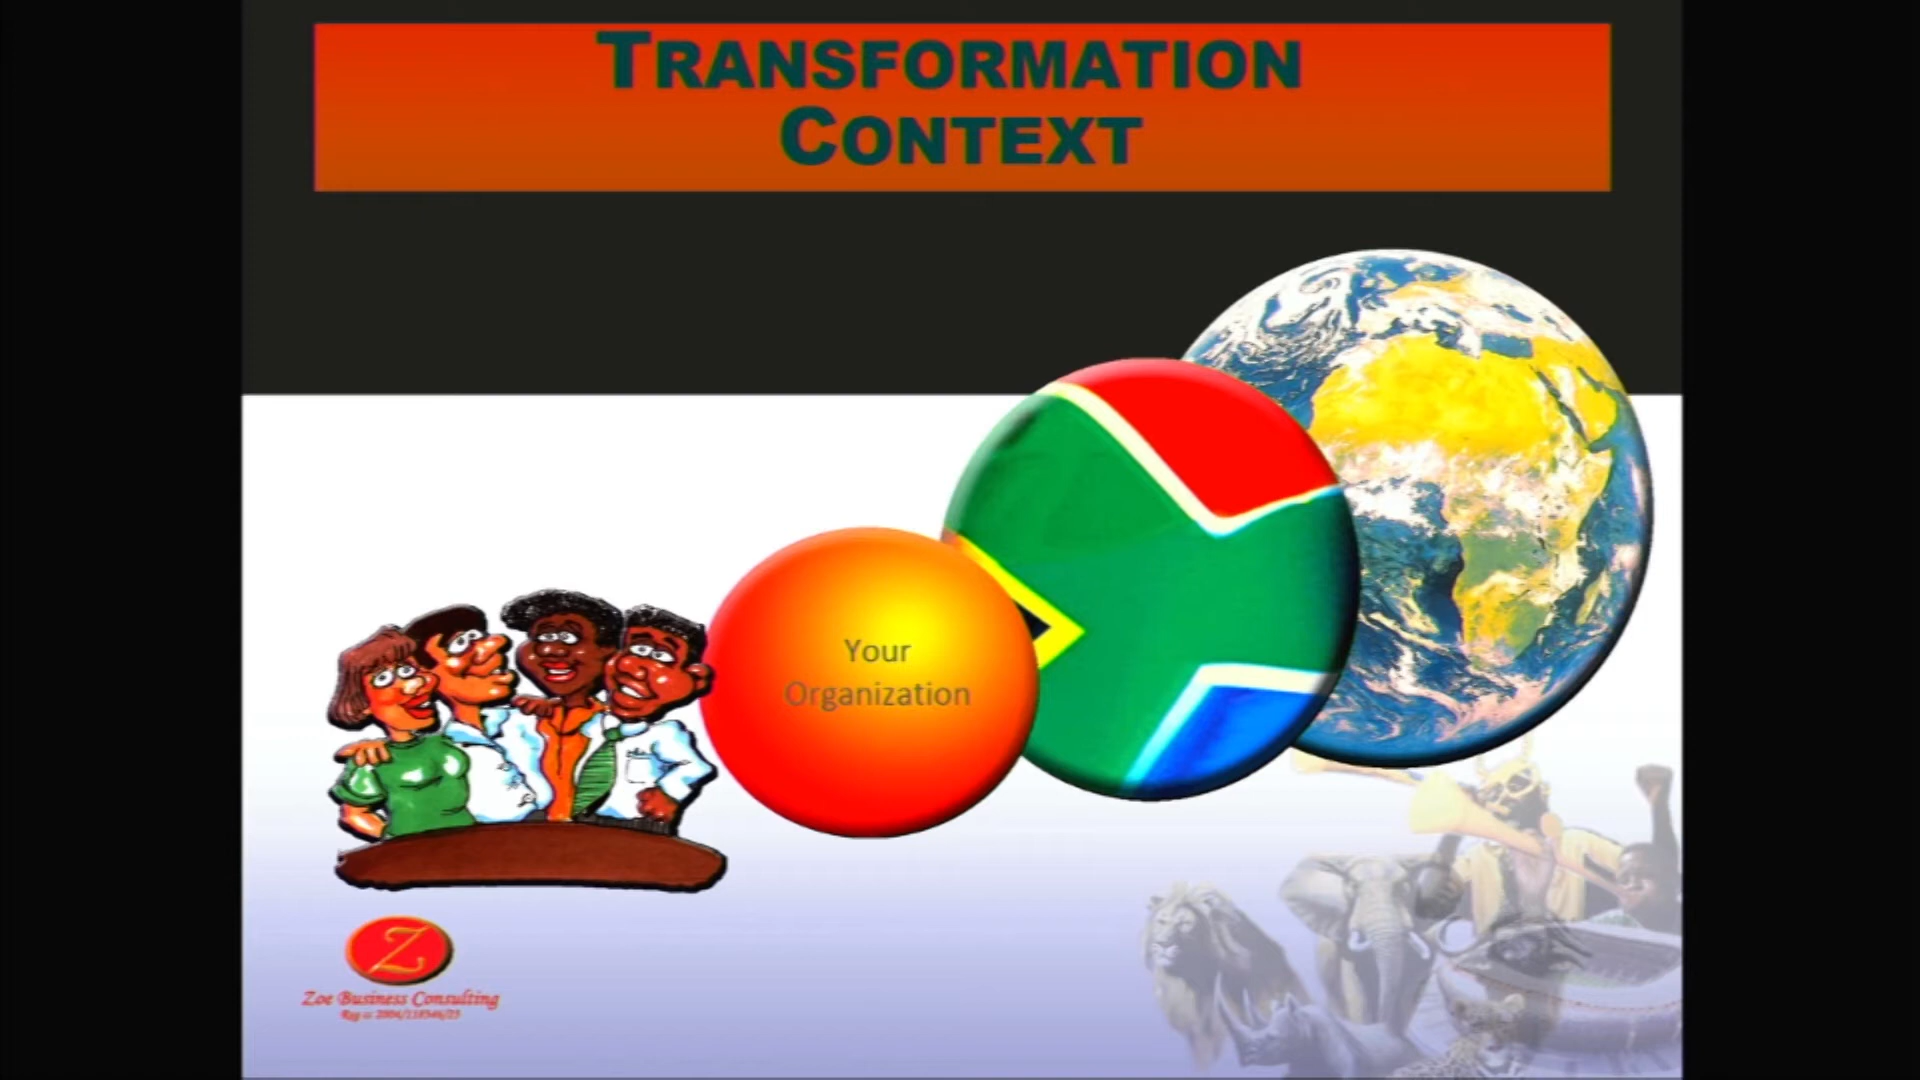 TRANSFORMATION
CONTEXT
Your
Organization
Z
Zoe Business Consulting